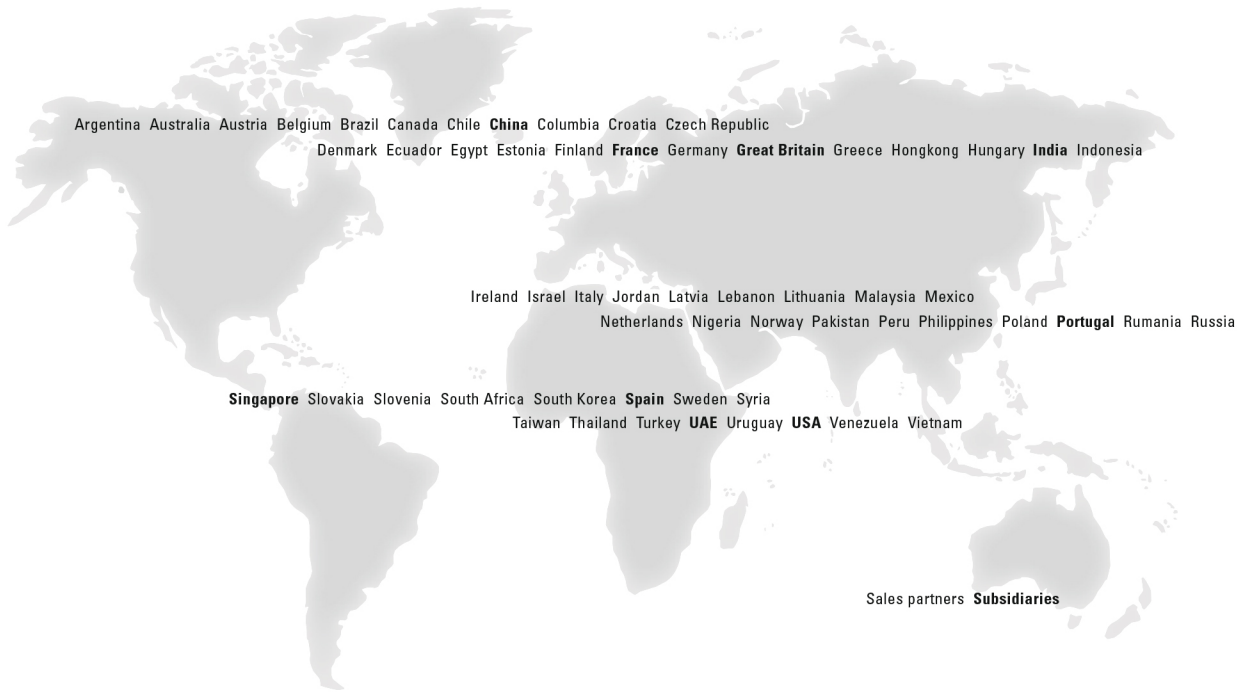 Argentina Australia Austria Belgium Brazil Canada Chile China Columbia Croatia Czech Republic
Denmark Ecuador Egypt Estonia Finland France Germany Great Britain Greece Hongkong Hungary India Indonesia
Ireland Israel Italy Jordan Latvia Lebanon Lithuania Malaysia Mexico
Netherlands Nigeria Norway Pakistan Peru Philippines Poland Portugal Rumania Russia
Singapore Slovakia Slovenia South Africa South Korea Spain Sweden Syria
Taiwan Thailand Turkey UAE Uruguay USA Venezuela Vietnam
Sales partners Subsidiaries